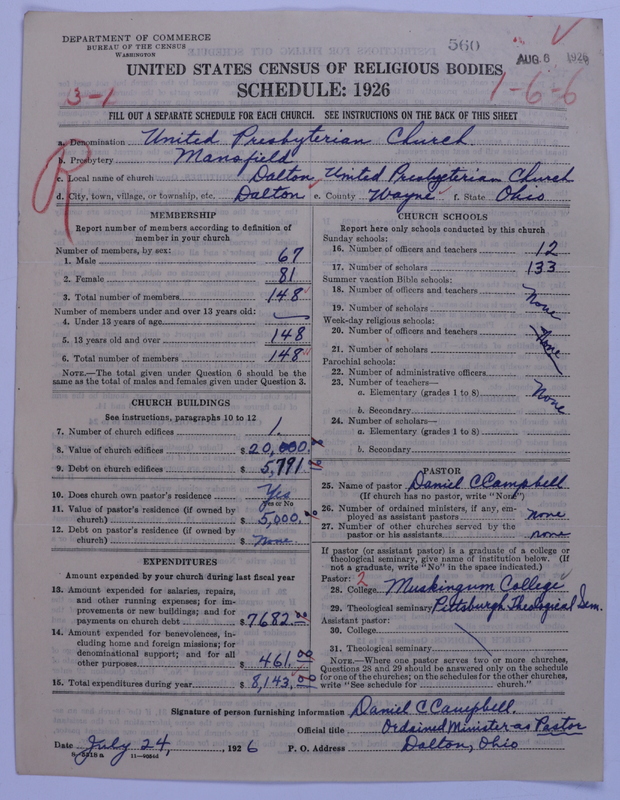 DEPARTMENT OF COMMERCE
BUREAU OF THE CENSUS
WASHINGTON
560
AUG 6 1926
UNITED STATES CENSUS OF RELIGIOUS BODIES
SCHEDULE: 1926
3-1
1-6-6
FILL OUT A SEPARATE SCHEDULE FOR EACH CHURCH. SEE INSTRUCTIONS ON THE BACK OF THIS SHEET
R
a. Denomination United Presbyterian Church
b. Presbytery Mansfield
c. Local name of church Dalton United Presbyterian Church
d. City, town, village, or township, etc. Dalton e. County Wayne f. State Ohio
MEMBERSHIP
Report number of members according to definition of member in your church
Number of members, by sex:
1. Male 67
2. Female 81
3. Total number of members 148
Number of members under and over 13 years old:
4. Under 13 years of age
5. 13 years old and over 148
6. Total number of members 148
NOTE.—The total given under Question 6 should be the
same as the total of males and females given under Question 3.
CHURCH BUILDINGS
See instructions, paragraphs 10 to 12
7. Number of church edifices 1.
8. Value of church edifices $ 20,000.
9. Debt on church edifices $ 5,791
10. Does church own pastor's residence Yes
Yes or No
11. Value of pastor's residence (if owned by
church) $ 5,000.
12. Debt on pastor's residence (if owned by
church) $ None
EXPENDITURES
Amount expended by your church during last fiscal year
13. Amount expended for salaries, repairs,
and other running expenses; for im-
provements or new buildings; and for
payments on church debt $ 7682.00
14. Amount expended for benevolences, in-
cluding home and foreign missions; for
denominational support; and for all
other purposes $ 461.00
15. Total expenditures during year $ 8,143.00
CHURCH SCHOOLS
Report here only schools conducted by this church
Sunday schools:
16. Number of officers and teachers 12
17. Number of scholars 133
Summer vacation Bible schools:
18. Number of officers and teachers
None
19. Number of scholars
Week-day religious schools:
20. Number of officers and teachers
None
21. Number of scholars
Parochial schools:
22. Number of administrative officers
23. Number of teachers—
a. Elementary (grades 1 to 8)
None
b. Secondary
24. Number of scholars—
a. Elementary (grades 1 to 8)
b. Secondary
PASTOR
25. Name of pastor Daniel C Campbell
(If church has no pastor, write "None")
26. Number of ordained ministers, if any, em-
ployed as assistant pastors none
27. Number of other churches served by the
pastor or his assistants none
If pastor (or assistant pastor) is a graduate of a college or
theological seminary, give name of institution below. (If
not a graduate, write "No" in the space indicated.)
Pastor: 2
28. College Muskingum College
29. Theological seminary Pittsburgh Theological Sem.
Assistant pastor:
30. College
31. Theological seminary
NOTE.—Where one pastor serves two or more churches,
Questions 28 and 29 should be answered only on the schedule
for one of the churches; on the schedules for the other churches,
write "See schedule for church."
Signature of person furnishing information Daniel C Campbell.
Official title Ordained Minister as Pastor
Date July 24, , 1926 P. O. Address Dalton, Ohio